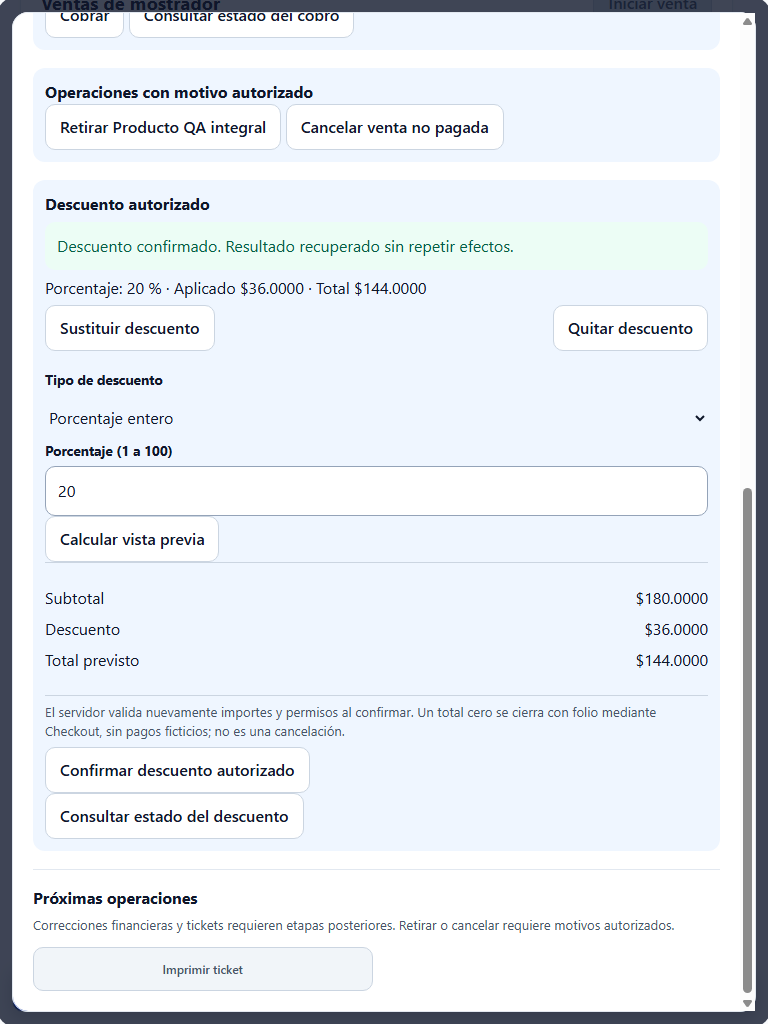 Ventas de mostrador
Iniciar venta
Cobrar
Consultar estado del cobro
Operaciones con motivo autorizado
Retirar Producto QA integral
Cancelar venta no pagada
Descuento autorizado
Descuento confirmado. Resultado recuperado sin repetir efectos.
Porcentaje: 20 % · Aplicado $36.0000 · Total $144.0000
Sustituir descuento
Quitar descuento
Tipo de descuento
Porcentaje entero
Porcentaje (1 a 100)
20
Calcular vista previa
Subtotal $180.0000
Descuento $36.0000
Total previsto $144.0000
El servidor valida nuevamente importes y permisos al confirmar. Un total cero se cierra con folio mediante
Checkout, sin pagos ficticios; no es una cancelación.
Confirmar descuento autorizado
Consultar estado del descuento
Próximas operaciones
Correcciones financieras y tickets requieren etapas posteriores. Retirar o cancelar requiere motivos autorizados.
Imprimir ticket